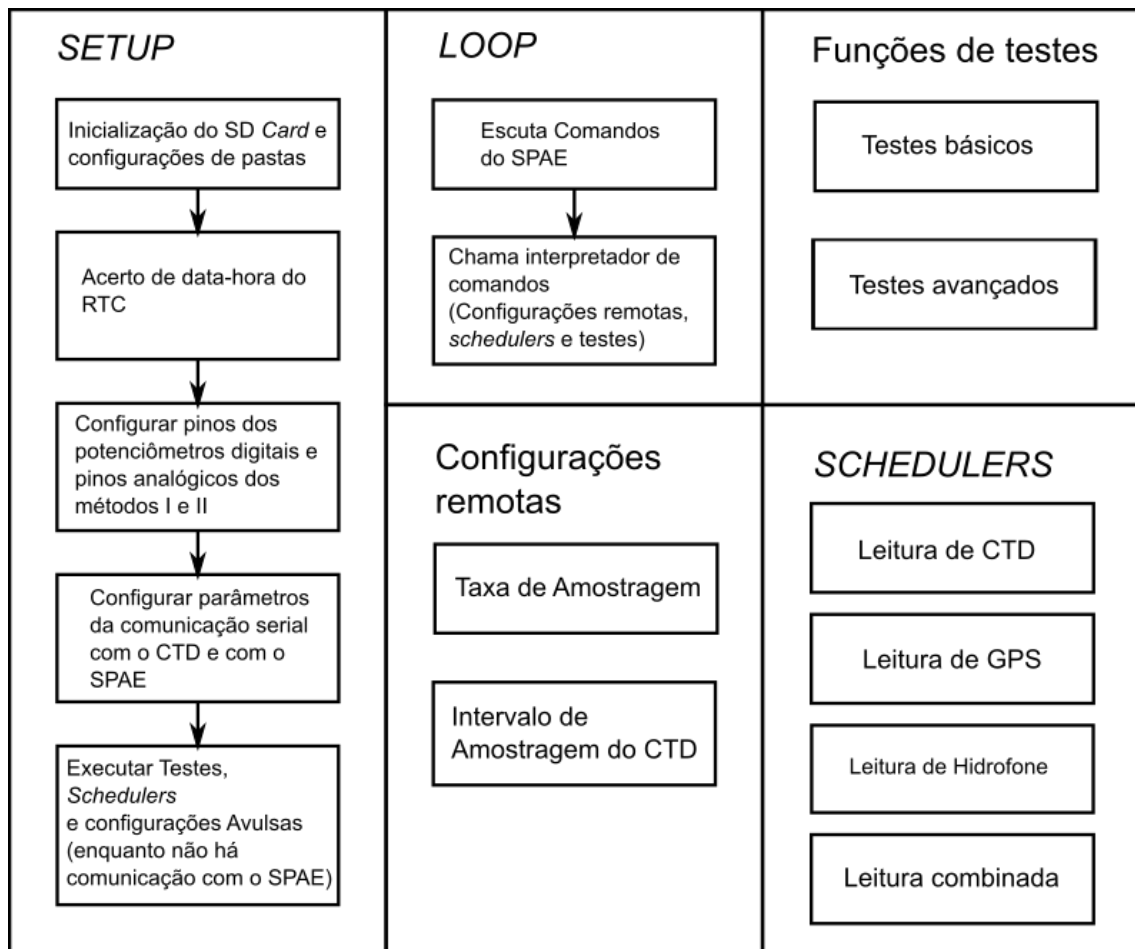 SETUP
Inicialização do SD Card e
configurações de pastas
Acerto de data-hora do
RTC
Configurar pinos dos
potenciômetros digitais e
pinos analógicos dos
métodos I e II
Configurar parâmetros
da comunicação serial
com o CTD e com o
SPAE
Executar Testes,
Schedulers
e configurações Avulsas
(enquanto não há
comunicação com o SPAE)
LOOP
Escuta Comandos
do SPAE
Chama interpretador de
comandos
(Configurações remotas,
schedulers e testes)
Funções de testes
Testes básicos
Testes avançados
Configurações
remotas
Taxa de Amostragem
Intervalo de
Amostragem do CTD
SCHEDULERS
Leitura de CTD
Leitura de GPS
Leitura de Hidrofone
Leitura combinada